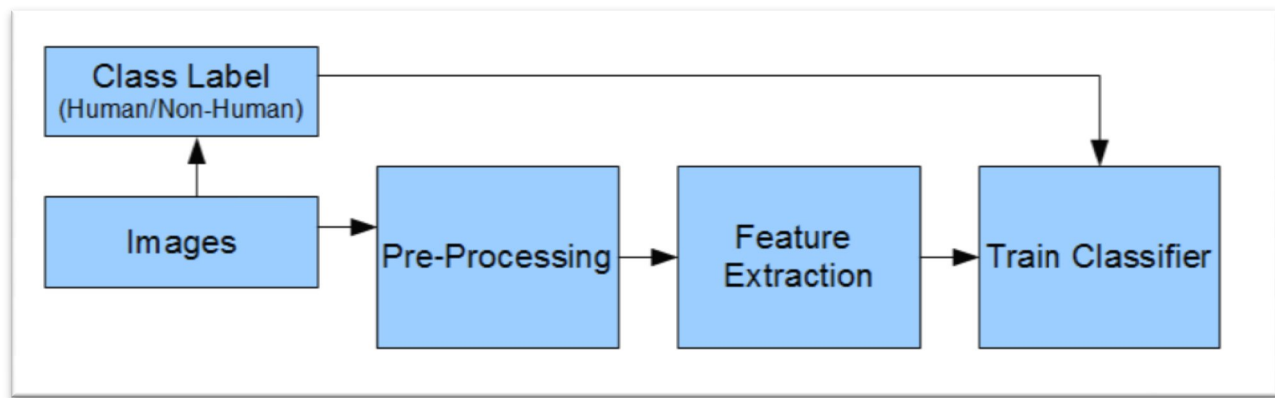 Class Label
(Human/Non-Human)
Images
Pre-Processing
Feature
Extraction
Train Classifier